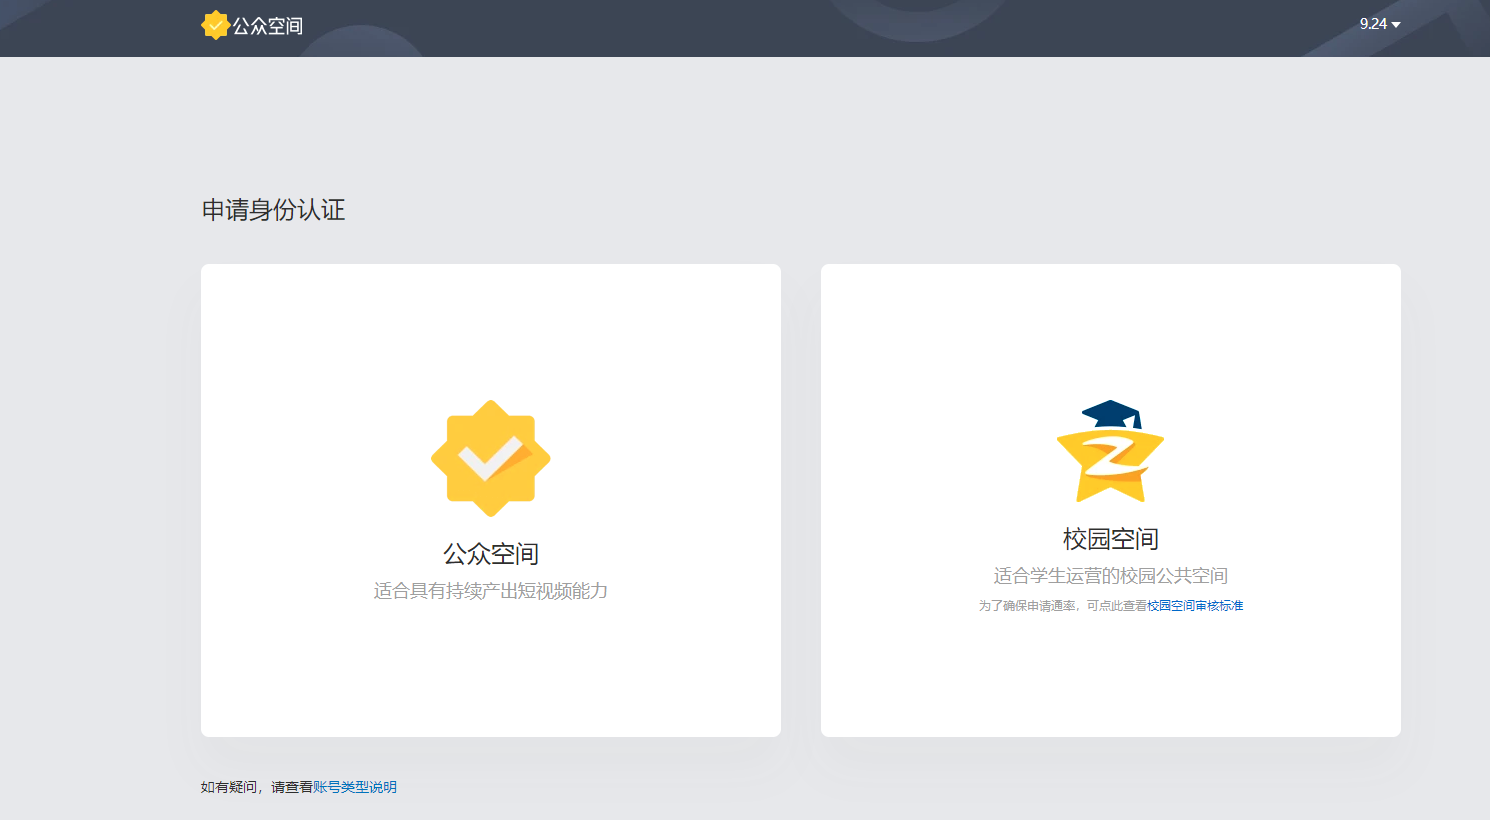 公众空间
9.24
申请身份认证
公众空间
适合具有持续产出短视频能力
校园空间
适合学生运营的校园公共空间
为了确保申请通率，可点此查看校园空间审核标准
如有疑问，请查看账号类型说明